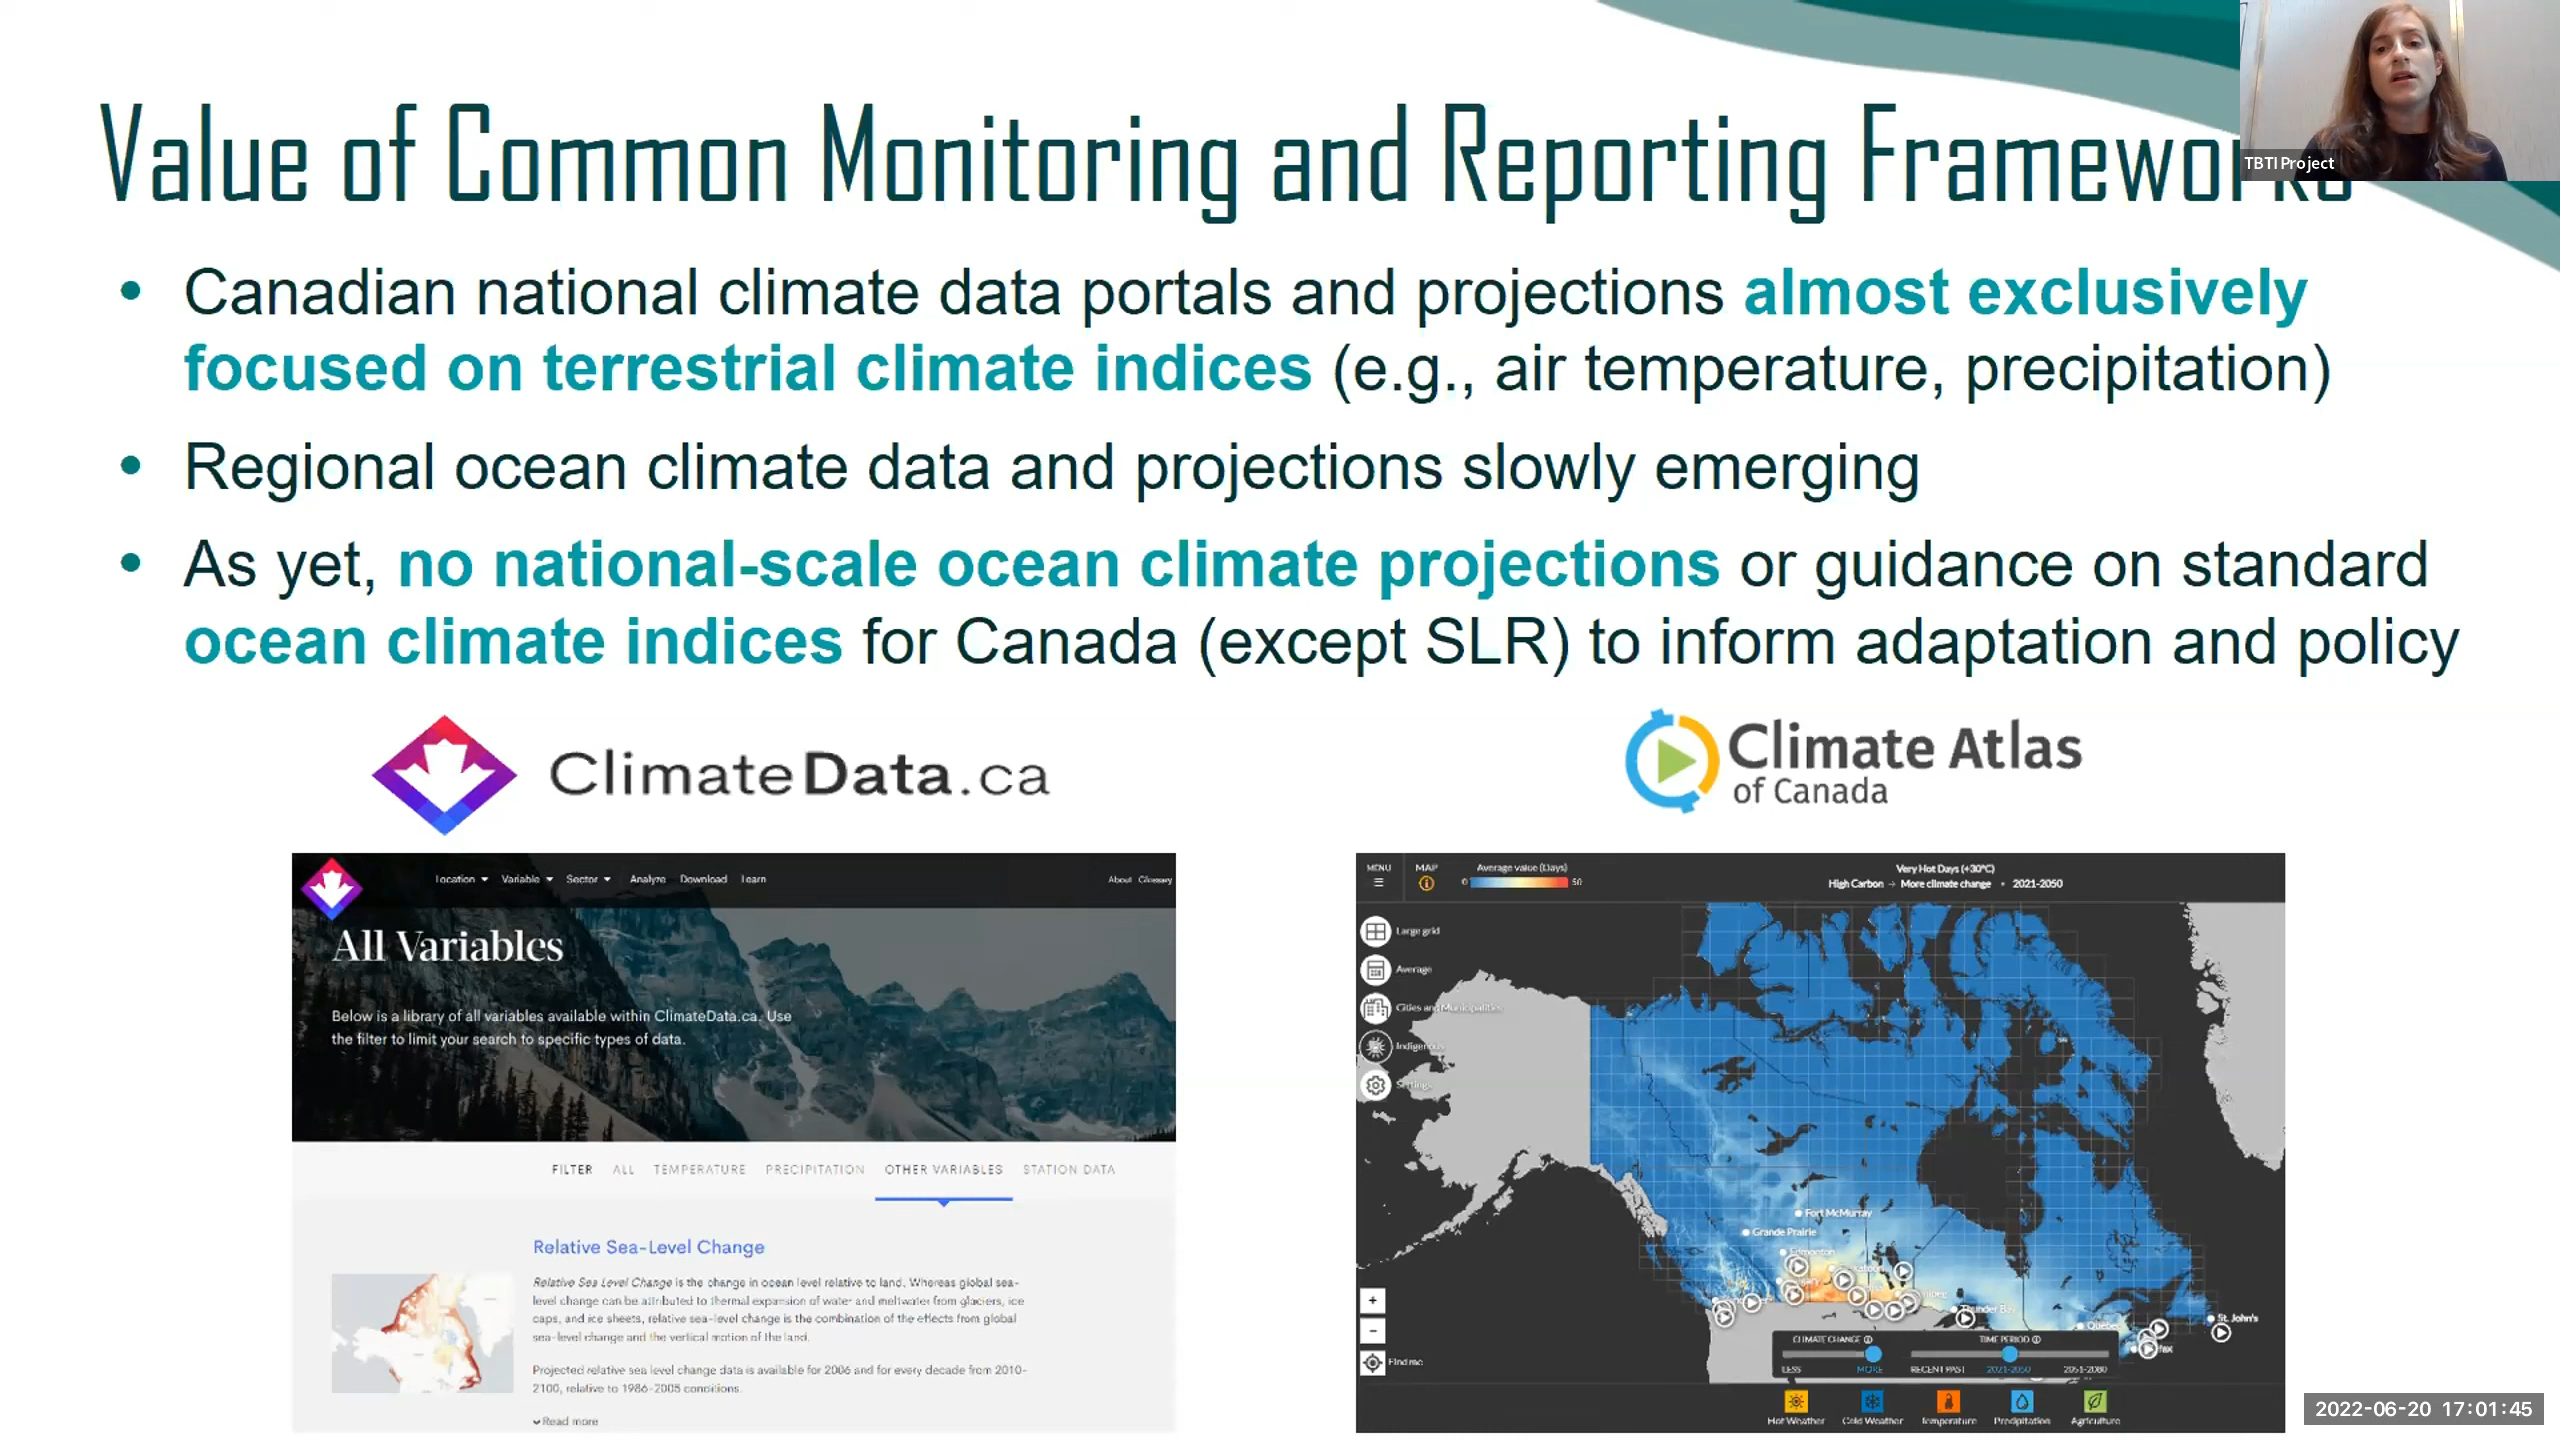 Value of Common Monitoring and Reporting Frameworks
TBTI Project
• Canadian national climate data portals and projections almost exclusively
focused on terrestrial climate indices (e.g., air temperature, precipitation)
• Regional ocean climate data and projections slowly emerging
• As yet, no national-scale ocean climate projections or guidance on standard
ocean climate indices for Canada (except SLR) to inform adaptation and policy
ClimateData.ca
Location Variable Sector Analyze Download Learn
About Glossary
All Variables
Below is a library of all variables available within ClimateData.ca. Use
the filter to limit your search to specific types of data.
FILTER ALL TEMPERATURE PRECIPITATION OTHER VARIABLES STATION DATA
Relative Sea-Level Change
Relative Sea Level Change is the change in ocean level relative to land. Whereas global sea-
level change can be attributed to thermal expansion of water and meltwater from glaciers, ice
caps, and ice sheets, relative sea-level change is the combination of the effects from global
sea-level change and the vertical motion of the land.
Projected relative sea level change data is available for 2006 and for every decade from 2010-
2100, relative to 1986-2005 conditions.
Read more
Climate Atlas
of Canada
MENU
MAP
Average value (Days)
0 50
Very Hot Days (+30°C)
High Carbon → More climate change • 2021-2050
Large grid
Average
Cities and Municipalities
Indigenous
Settings
Fort McMurray
Grande Prairie
Edmonton
Thunder Bay
Québec
St. John's
+
-
Find me
CLIMATE CHANGE
LESS MORE
TIME PERIOD
RECENT PAST 2021-2050 2051-2080
Hot Weather Cold Weather Temperature Precipitation Agriculture
2022-06-20 17:01:45